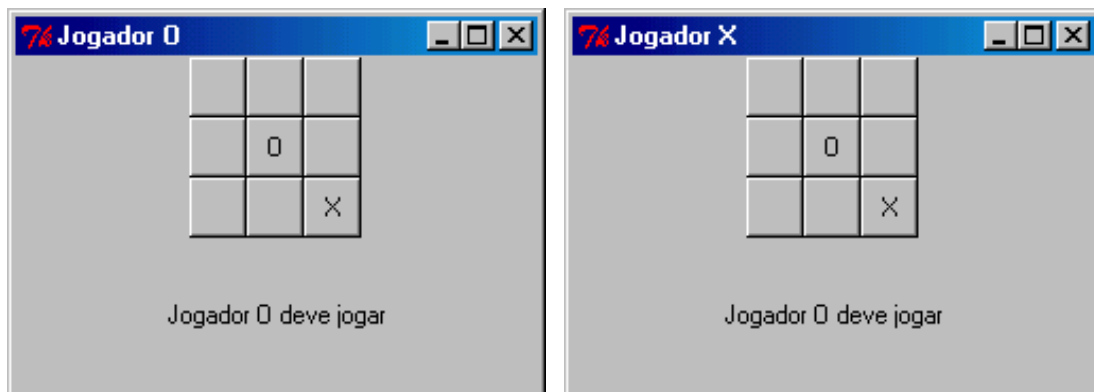 Jogador O
O
X
Jogador O deve jogar
Jogador X
O
X
Jogador O deve jogar